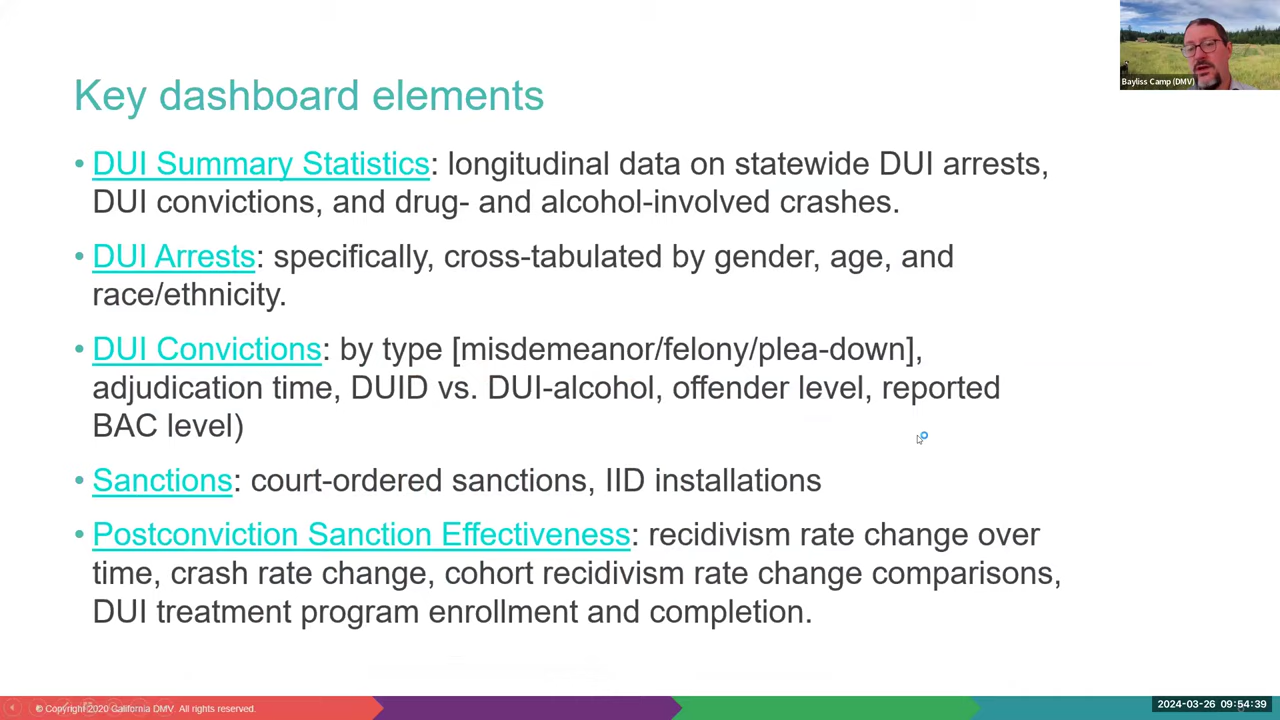 Bayliss Camp (DMV)
Key dashboard elements
• DUI Summary Statistics: longitudinal data on statewide DUI arrests,
DUI convictions, and drug- and alcohol-involved crashes.
• DUI Arrests: specifically, cross-tabulated by gender, age, and
race/ethnicity.
• DUI Convictions: by type [misdemeanor/felony/plea-down],
adjudication time, DUID vs. DUI-alcohol, offender level, reported
BAC level)
• Sanctions: court-ordered sanctions, IID installations
• Postconviction Sanction Effectiveness: recidivism rate change over
time, crash rate change, cohort recidivism rate change comparisons,
DUI treatment program enrollment and completion.
© Copyright 2020 California DMV. All rights reserved.
2024-03-26 09:54:39